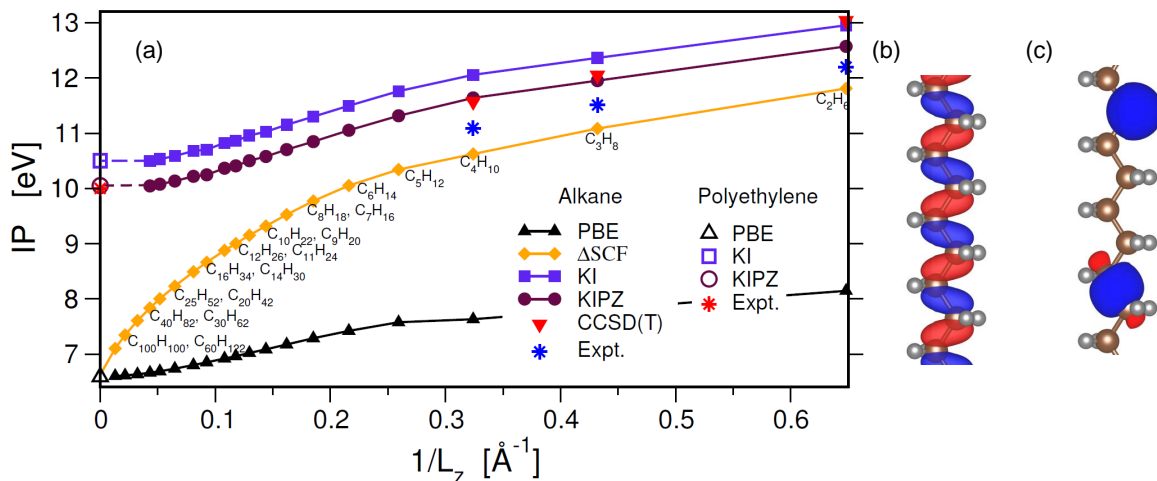 (a)
(b)
(c)
IP [eV]
13
12
11
10
9
8
7
C₂H₆
C₃H₈
C₄H₁₀
C₅H₁₂
C₆H₁₄
C₈H₁₈, C₇H₁₆
C₁₀H₂₂, C₉H₂₀
C₁₂H₂₆, C₁₁H₂₄
C₁₆H₃₄, C₁₄H₃₀
C₂₅H₅₂, C₂₀H₄₂
C₄₀H₈₂, C₃₀H₆₂
C₁₀₀H₁₀₀, C₆₀H₁₂₂
Alkane
PBE
ΔSCF
KI
KIPZ
CCSD(T)
Expt.
Polyethylene
PBE
KI
KIPZ
Expt.
0 0.1 0.2 0.3 0.4 0.5 0.6
1/L_z [Å⁻¹]